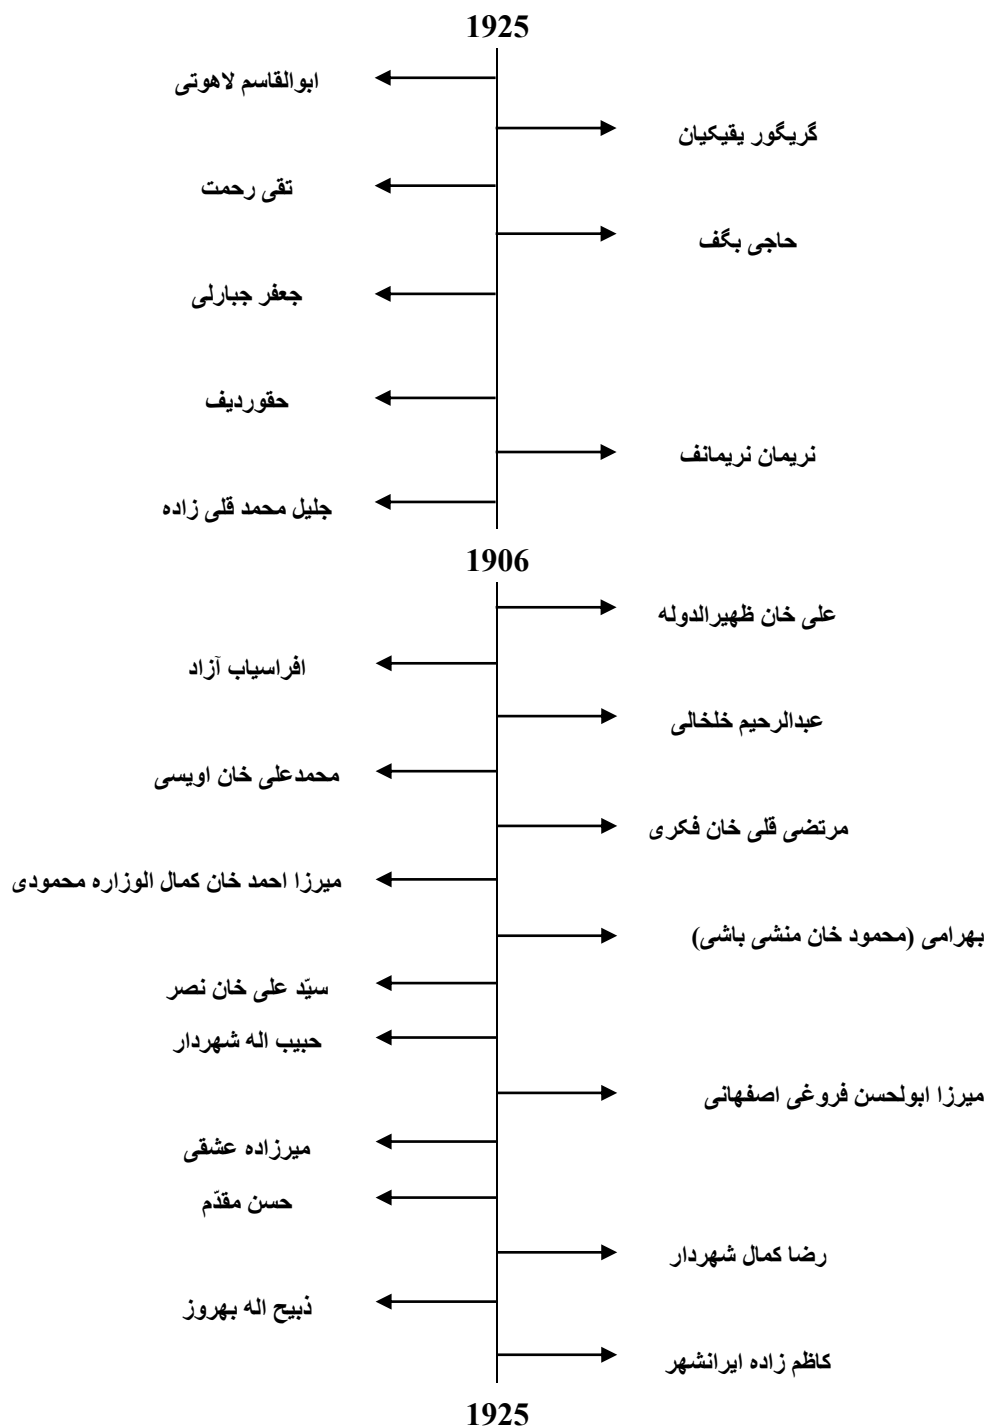 1925
ابوالقاسم لاهوتی
گریگور یقیکیان
تقی رحمت
حاجی بگف
جعفر جبارلی
حقوردیف
نریمان نریمانف
جلیل محمد قلی زاده
1906
علی خان ظهیرالدوله
افراسیاب آزاد
عبدالرحیم خلخالی
محمدعلی خان اویسی
مرتضی قلی خان فکری
میرزا احمد خان کمال الوزاره محمودی
بهرامی (محمود خان منشی باشی)
سیّد علی خان نصر
حبیب اله شهردار
میرزا ابولحسن فروغی اصفهانی
میرزاده عشقی
حسن مقدّم
رضا کمال شهردار
ذبیح اله بهروز
کاظم زاده ایرانشهر
1925